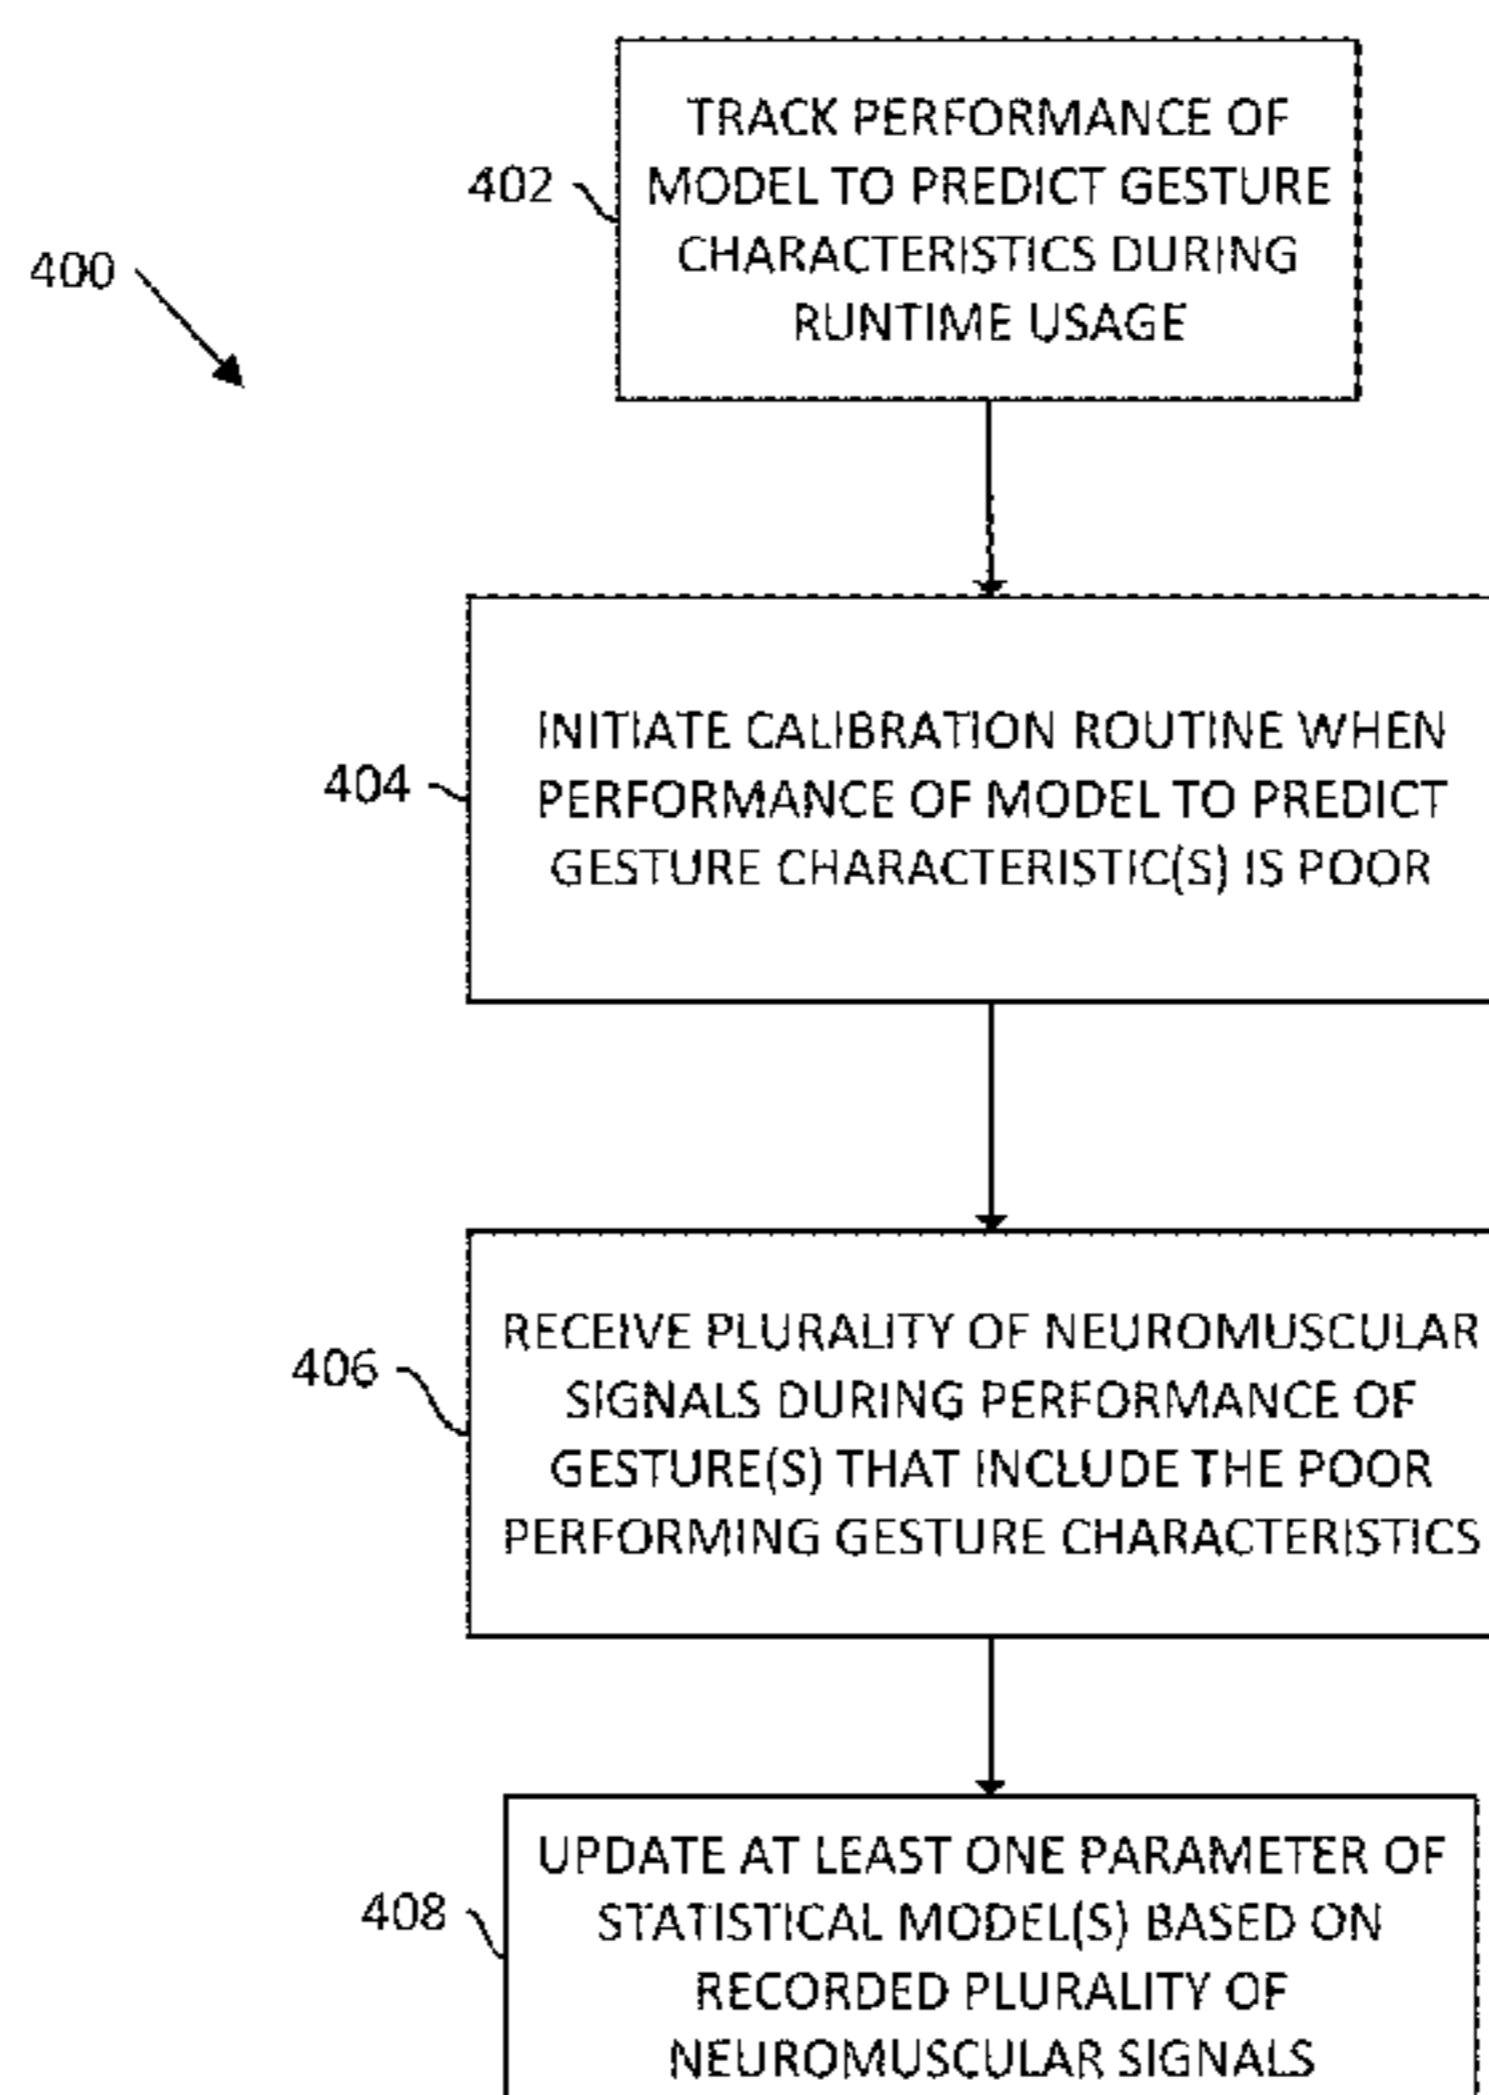 TRACK PERFORMANCE OF
MODEL TO PREDICT GESTURE
CHARACTERISTICS DURING
RUNTIME USAGE
402
400
INITIATE CALIBRATION ROUTINE WHEN
PERFORMANCE OF MODEL TO PREDICT
GESTURE CHARACTERISTIC(S) IS POOR
404
RECEIVE PLURALITY OF NEUROMUSCULAR
SIGNALS DURING PERFORMANCE OF
GESTURE(S) THAT INCLUDE THE POOR
PERFORMING GESTURE CHARACTERISTICS
406
UPDATE AT LEAST ONE PARAMETER OF
STATISTICAL MODEL(S) BASED ON
RECORDED PLURALITY OF
NEUROMUSCULAR SIGNALS
408